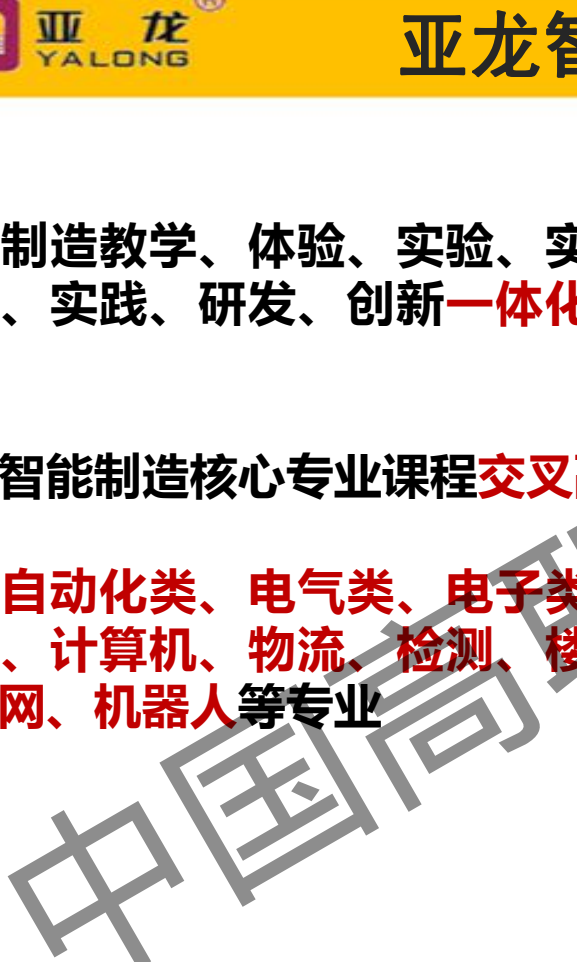 亚龙
YALONG
亚龙智
制造教学、体验、实验、实
、实践、研发、创新一体化
智能制造核心专业课程交叉
自动化类、电气类、电子类
、计算机、物流、检测、楼
网、机器人等专业
中国高职